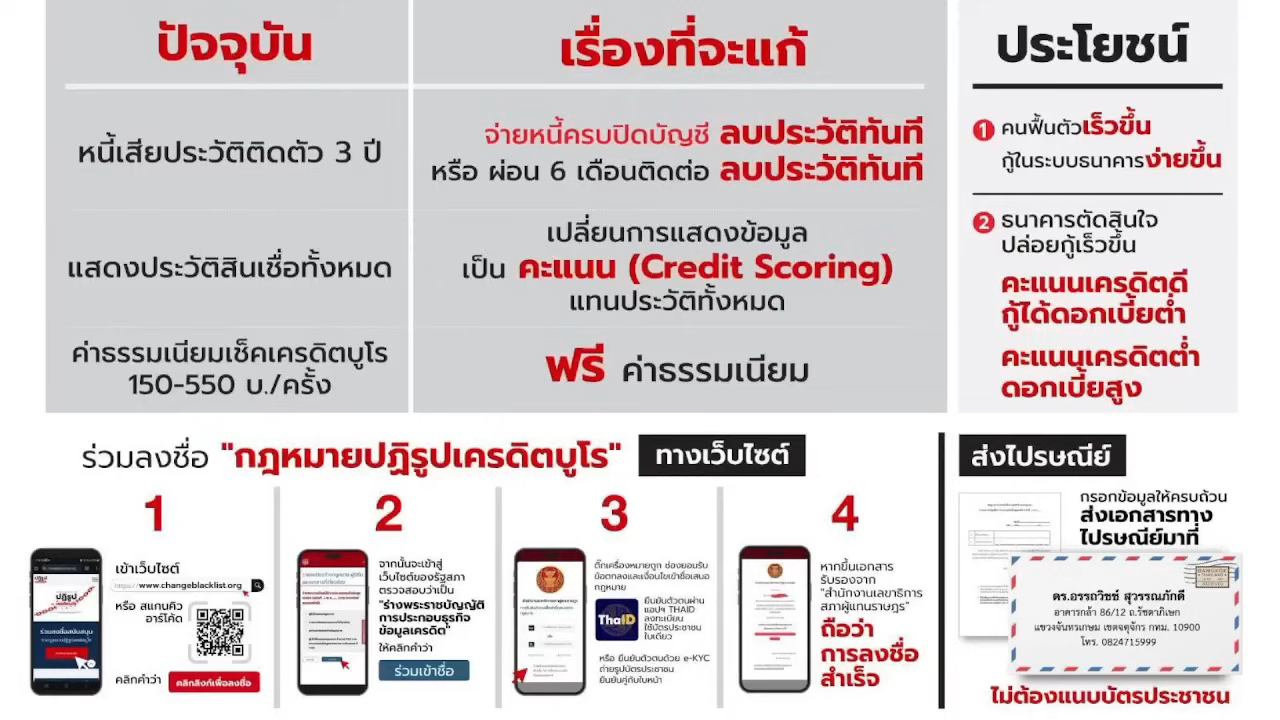 ปัจจุบัน
หนี้เสียประวัติติดตัว 3 ปี
แสดงประวัติสินเชื่อทั้งหมด
ค่าธรรมเนียมเช็คเครดิตบูโร
150-550 บ./ครั้ง
เรื่องที่จะแก้
จ่ายหนี้ครบปิดบัญชี ลบประวัติทันที
หรือ ผ่อน 6 เดือนติดต่อ ลบประวัติทันที
เปลี่ยนการแสดงข้อมูล
เป็น คะแนน (Credit Scoring)
แทนประวัติทั้งหมด
ฟรี ค่าธรรมเนียม
ประโยชน์
1 คนฟื้นตัวเร็วขึ้น
กู้ในระบบธนาคารง่ายขึ้น
2 ธนาคารตัดสินใจ
ปล่อยกู้เร็วขึ้น
คะแนนเครดิตดี
กู้ได้ดอกเบี้ยต่ำ
คะแนนเครดิตต่ำ
ดอกเบี้ยสูง
ร่วมลงชื่อ "กฎหมายปฏิรูปเครดิตบูโร" ทางเว็บไซต์
1
เข้าเว็บไซต์
https://www.changeblacklist.org
หรือ สแกนคิว
อาร์โค้ด
คลิกคำว่า คลิกลิงก์เพื่อลงชื่อ
ปฏิรูป
2
จากนั้นจะเข้าสู่
เว็บไซต์ของรัฐสภา
ตรวจสอบว่าเป็น
"ร่างพระราชบัญญัติ
การประกอบธุรกิจ
ข้อมูลเครดิต"
ให้คลิกคำว่า
ร่วมเข้าชื่อ
3
ติ๊กเครื่องหมายถูก ช่องยอมรับ
ข้อตกลงและเงื่อนไขเข้าชื่อเสนอ
กฎหมาย
ThaID
ยืนยันตัวตนผ่าน
แอปฯ THAID
ลงทะเบียน
ใช้บัตรประชาชน
ใบเดียว
หรือ ยืนยันตัวตนด้วย e-KYC
ถ่ายรูปบัตรประชาชน
ยืนยันคู่กับใบหน้า
4
หากขึ้นเอกสาร
รับรองจาก
"สำนักงานเลขาธิการ
สภาผู้แทนราษฎร"
ถือว่า
การลงชื่อ
สำเร็จ
ส่งไปรษณีย์
กรอกข้อมูลให้ครบถ้วน
ส่งเอกสารทาง
ไปรษณีย์มาที่
ดร.อรรถวิชช์ สุวรรณภักดี
อาคารกล้า 86/12 ถ.รัชดาภิเษก
แขวงจันทรเกษม เขตจตุจักร กทม. 10900
โทร. 0824715999
ไม่ต้องแนบบัตรประชาชน